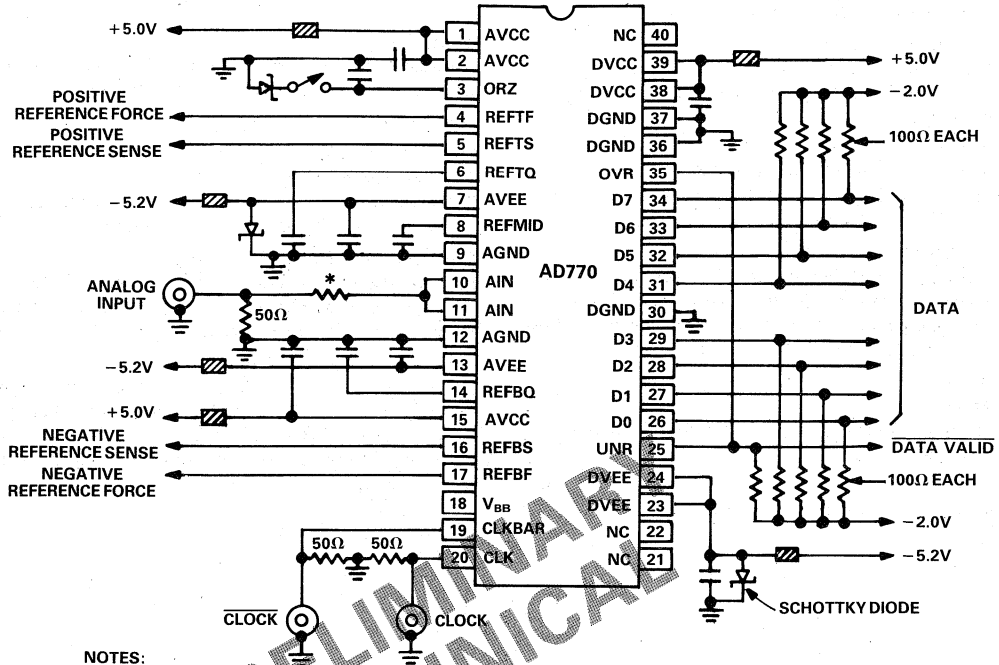 +5.0V
1 AVCC
2 AVCC
3 ORZ
POSITIVE
REFERENCE FORCE
4 REFTF
POSITIVE
REFERENCE SENSE
5 REFTS
6 REFTQ
−5.2V
7 AVEE
8 REFMID
9 AGND
ANALOG
INPUT
*
50Ω
10 AIN
11 AIN
12 AGND
−5.2V
13 AVEE
14 REFBQ
+5.0V
15 AVCC
NEGATIVE
REFERENCE SENSE
16 REFBS
NEGATIVE
REFERENCE FORCE
17 REFBF
18 VBB
19 CLKBAR
20 CLK
50Ω 50Ω
CLOCK
CLOCK
AD770
NC 40
DVCC 39
+5.0V
DVCC 38
−2.0V
DGND 37
100Ω EACH
DGND 36
OVR 35
D7 34
D6 33
D5 32
D4 31
DGND 30
DATA
D3 29
D2 28
D1 27
D0 26
UNR 25
DATA VALID
DVEE 24
100Ω EACH
DVEE 23
−2.0V
NC 22
NC 21
−5.2V
SCHOTTKY DIODE
NOTES: